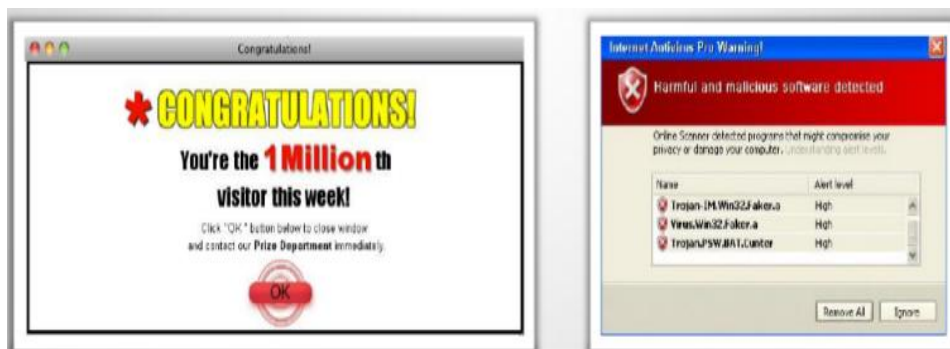 Congratulations!
* CONGRATULATIONS!
You're the 1 Million th
visitor this week!
Click "OK" button below to close window
and contact our Prize Department immediately.
OK
Internet Antivirus Pro Warning!
Harmful and malicious software detected
Online Scanner detected programs that might compromise your
privacy or damage your computer. Understanding alert levels.
Name Alert level
Trojan-IM.Win32.Faker.a High
Virus.Win32.Faker.a High
Trojan.PSW.BAT.Cunter High
Remove All Ignore